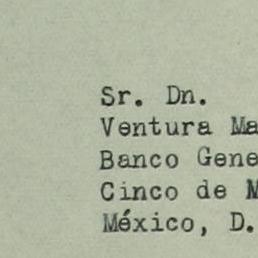 Sr. Dn.
Ventura Ma
Banco Gene
Cinco de M
México, D.